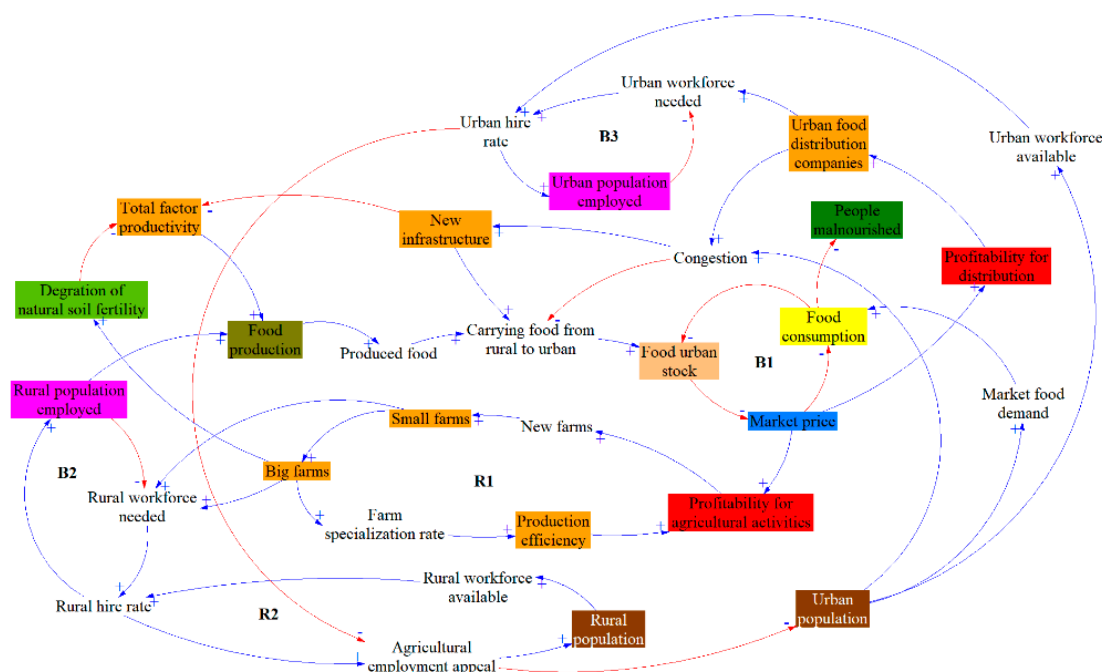 Urban workforce
needed
Urban hire
rate
B3
Urban food
distribution
companies
Urban workforce
available
Urban population
employed
Total factor
productivity
New
infrastructure
People
malnourished
Congestion
Profitability for
distribution
Degration of
natural soil fertility
Food
production
Produced food
Carrying food from
rural to urban
Food urban
stock
B1
Food
consumption
Rural population
employed
Small farms
New farms
Market price
Market food
demand
B2
Big farms
R1
Rural workforce
needed
Farm
specialization rate
Production
efficiency
Profitability for
agricultural activities
Rural hire rate
R2
Rural workforce
available
Rural
population
Urban
population
Agricultural
employment appeal